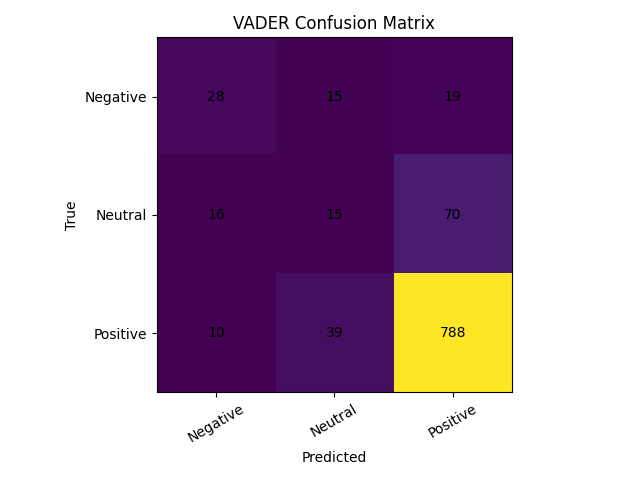 VADER Confusion Matrix
True
Negative 28 15 19
Neutral 16 15 70
Positive 10 39 788
Negative Neutral Positive
Predicted